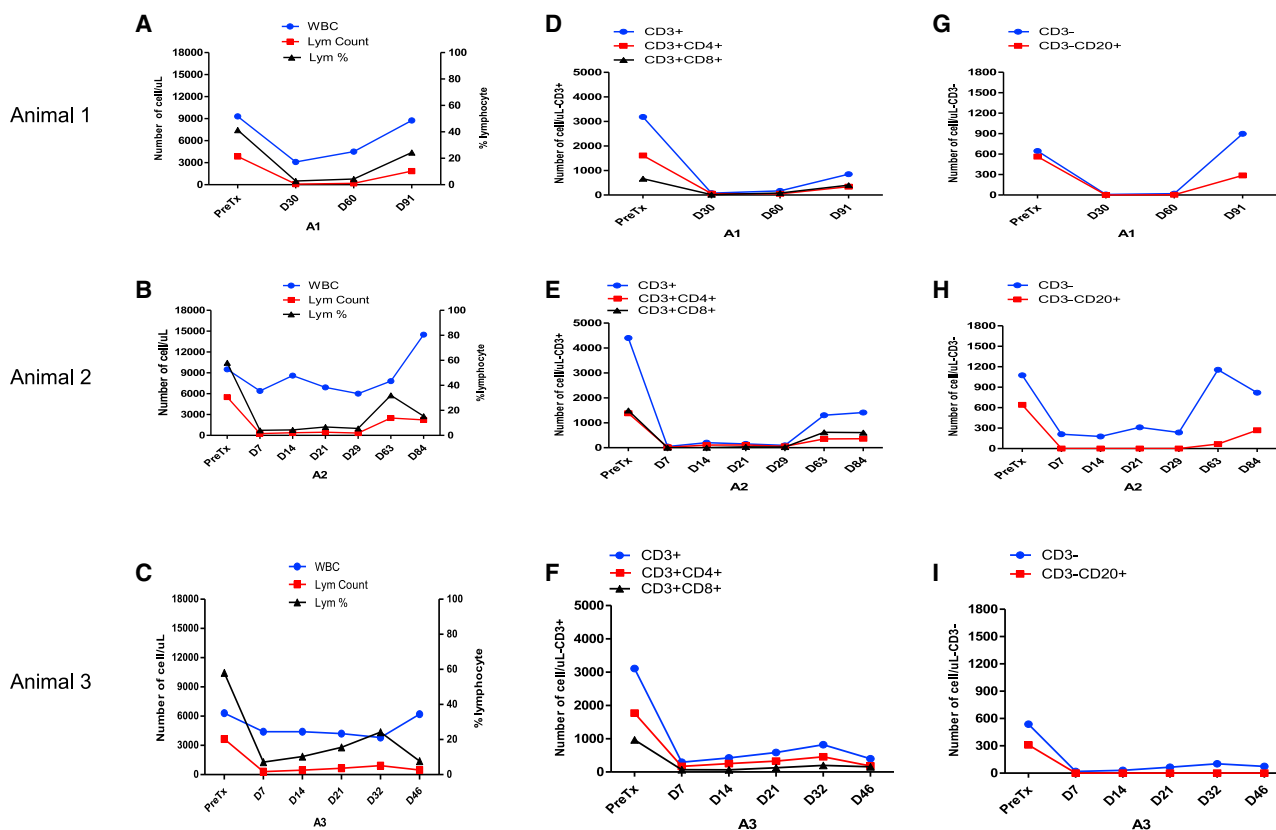 Animal 1
A
WBC
Lym Count
Lym %
Number of cell/uL
18000
15000
12000
9000
6000
3000
0
100
80
60
40
20
0
% lymphocyte
PreTx
D30
D60
D91
A1
D
CD3+
CD3+CD4+
CD3+CD8+
Number of cell/uL-CD3+
5000
4000
3000
2000
1000
0
PreTx
D30
D60
D91
A1
G
CD3-
CD3-CD20+
Number of cell/uL-CD3-
1800
1500
1200
900
600
300
0
PreTx
D30
D60
D91
A1
Animal 2
B
WBC
Lym Count
Lym %
Number of cell/uL
18000
15000
12000
9000
6000
3000
0
100
80
60
40
20
0
%lymphocyte
PreTx
D7
D14
D21
D29
D63
D84
A2
E
CD3+
CD3+CD4+
CD3+CD8+
Number of cell/uL-CD3+
5000
4000
3000
2000
1000
0
PreTx
D7
D14
D21
D29
D63
D84
A2
H
CD3-
CD3-CD20+
Number of cell/uL-CD3-
1800
1500
1200
900
600
300
0
PreTx
D7
D14
D21
D29
D63
D84
A2
Animal 3
C
WBC
Lym Count
Lym %
Number of cell/uL
18000
15000
12000
9000
6000
3000
0
100
80
60
40
20
0
% lymphocyte
PreTx
D7
D14
D21
D32
D46
A3
F
CD3+
CD3+CD4+
CD3+CD8+
Number of cell/uL-CD3+
5000
4000
3000
2000
1000
0
PreTx
D7
D14
D21
D32
D46
A3
I
CD3-
CD3-CD20+
Number of cell/uL-CD3-
1800
1500
1200
900
600
300
0
PreTx
D7
D14
D21
D32
D46
A3